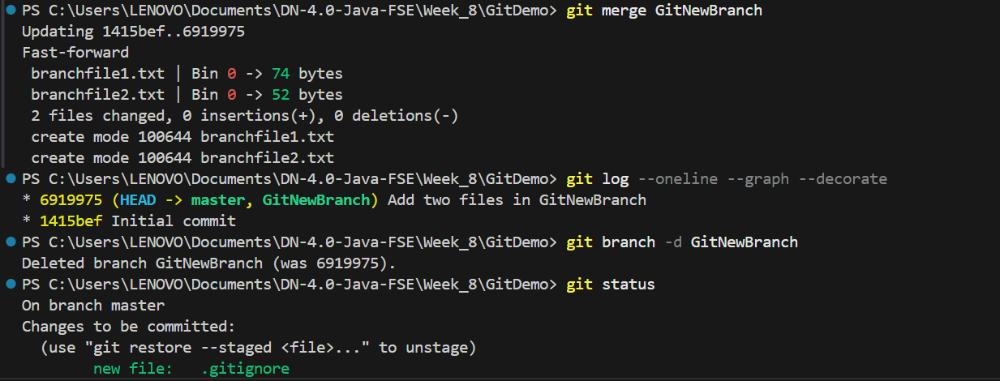 PS C:\Users\LENOVO\Documents\DN-4.0-Java-FSE\Week_8\GitDemo> git merge GitNewBranch
Updating 1415bef..6919975
Fast-forward
 branchfile1.txt | Bin 0 -> 74 bytes
 branchfile2.txt | Bin 0 -> 52 bytes
 2 files changed, 0 insertions(+), 0 deletions(-)
 create mode 100644 branchfile1.txt
 create mode 100644 branchfile2.txt
PS C:\Users\LENOVO\Documents\DN-4.0-Java-FSE\Week_8\GitDemo> git log --oneline --graph --decorate
* 6919975 (HEAD -> master, GitNewBranch) Add two files in GitNewBranch
* 1415bef Initial commit
PS C:\Users\LENOVO\Documents\DN-4.0-Java-FSE\Week_8\GitDemo> git branch -d GitNewBranch
Deleted branch GitNewBranch (was 6919975).
PS C:\Users\LENOVO\Documents\DN-4.0-Java-FSE\Week_8\GitDemo> git status
On branch master
Changes to be committed:
  (use "git restore --staged <file>..." to unstage)
        new file:   .gitignore